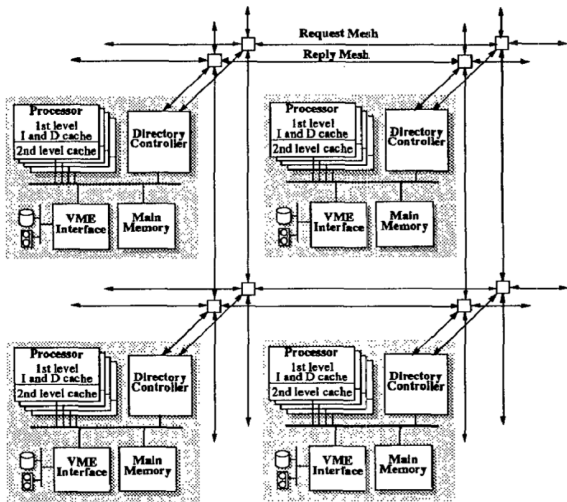 Request Mesh
Reply Mesh
Processor
1st level
I and D cache
2nd level cache
Directory
Controller
VME
Interface
Main
Memory
Processor
1st level
I and D cache
2nd level cache
Directory
Controller
VME
Interface
Main
Memory
Processor
1st level
I and D cache
2nd level cache
Directory
Controller
VME
Interface
Main
Memory
Processor
1st level
I and D cache
2nd level cache
Directory
Controller
VME
Interface
Main
Memory